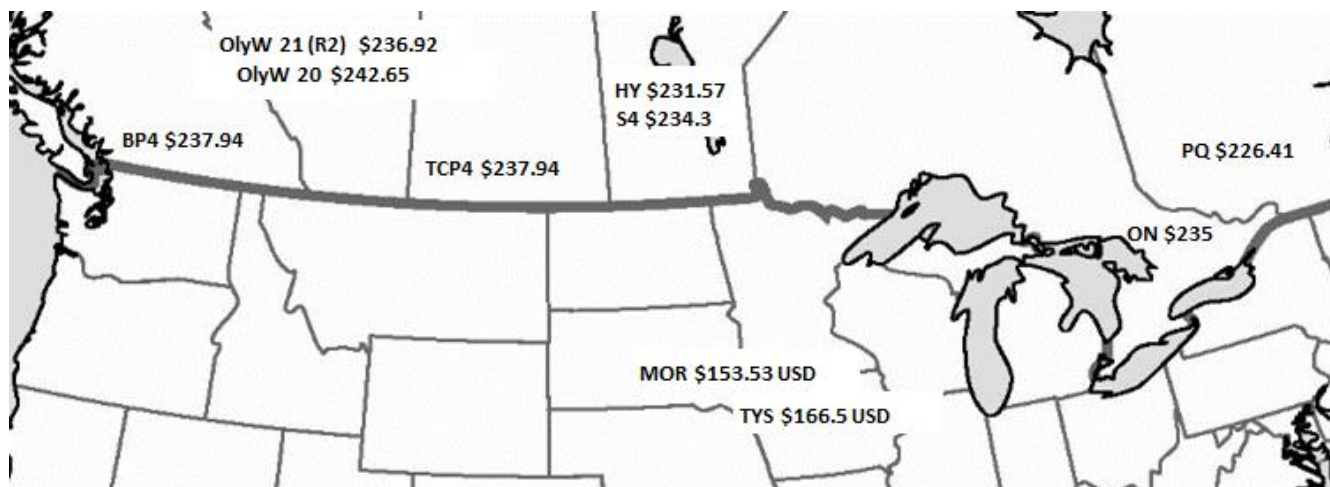 OlyW 21 (R2) $236.92
OlyW 20 $242.65
HY $231.57
S4 $234.3
BP4 $237.94
TCP4 $237.94
PQ $226.41
ON $235
MOR $153.53 USD
TYS $166.5 USD